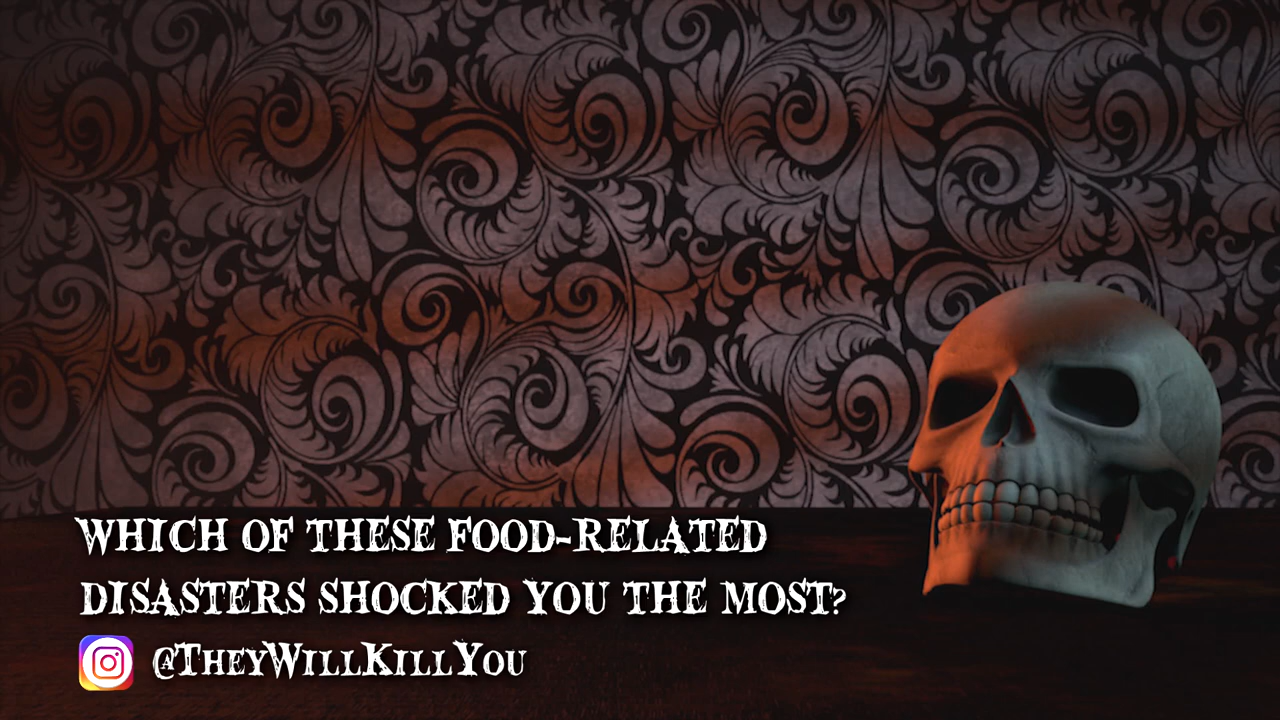 WHICH OF THESE FOOD-RELATED
DISASTERS SHOCKED YOU THE MOST?
@TheyWillKillYou